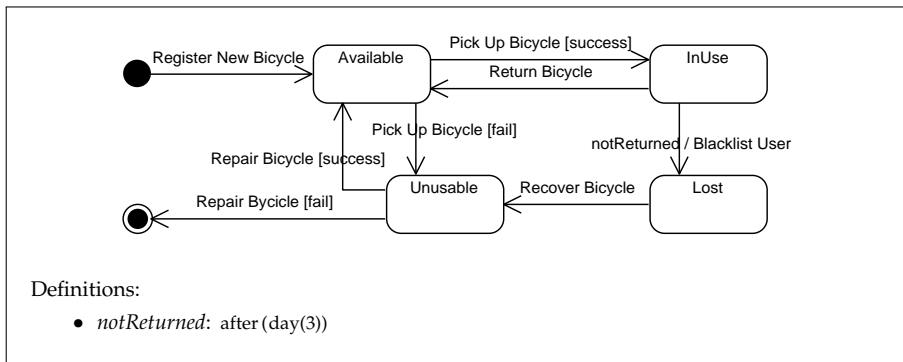 Register New Bicycle
Available
Pick Up Bicycle [success]
InUse
Return Bicycle
Pick Up Bicycle [fail]
notReturned / Blacklist User
Repair Bicycle [success]
Unusable
Recover Bicycle
Lost
Repair Bycicle [fail]
Definitions:
• notReturned: after (day(3))